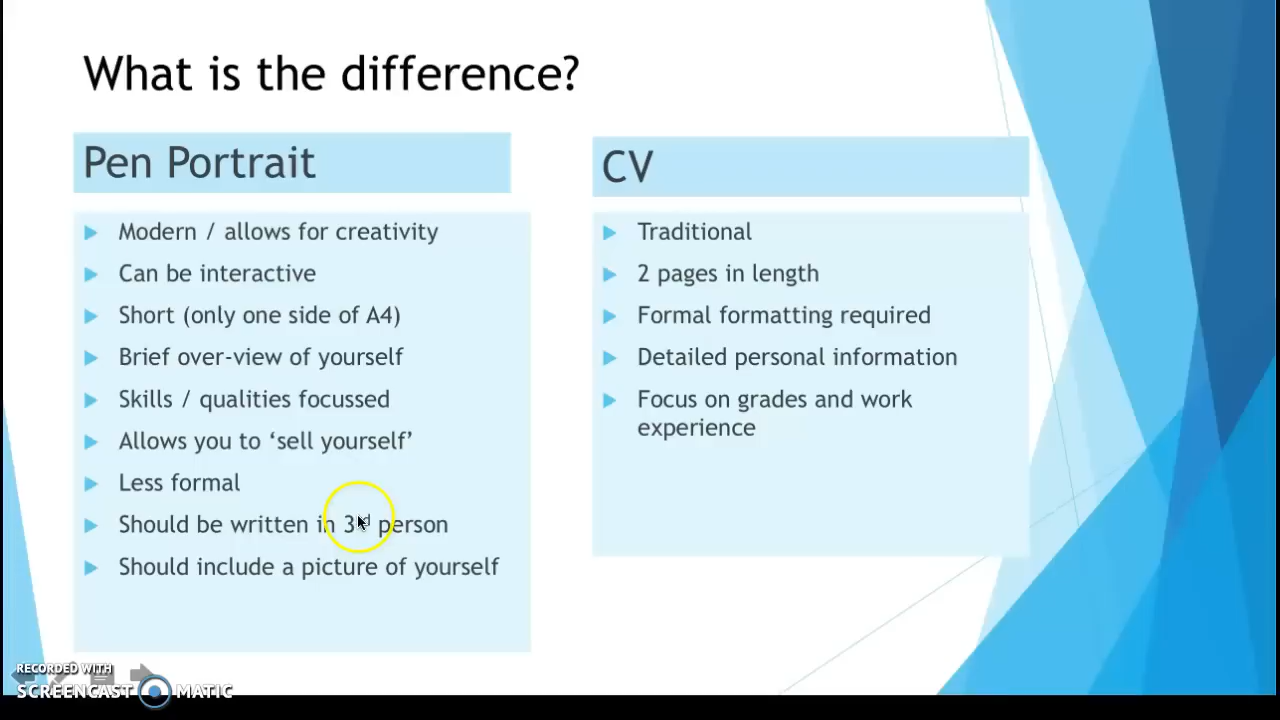 What is the difference?
Pen Portrait
Modern / allows for creativity
Can be interactive
Short (only one side of A4)
Brief over-view of yourself
Skills / qualities focussed
Allows you to ‘sell yourself’
Less formal
Should be written in 3rd person
Should include a picture of yourself
CV
Traditional
2 pages in length
Formal formatting required
Detailed personal information
Focus on grades and work
experience
RECORDED WITH
SCREENCAST MATIC